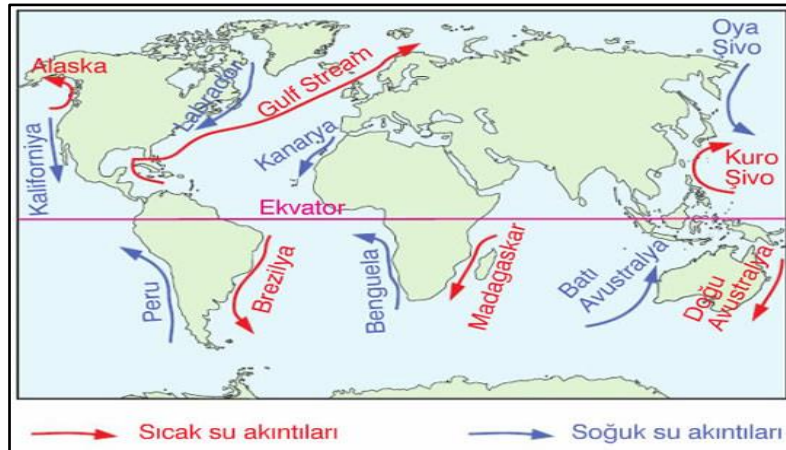 Oya
Şivo
Alaska
Labrador
Gulf Stream
Kaliforniya
Kanarya
Kuro
Şivo
Ekvator
Peru
Brezilya
Benguela
Madagaskar
Batı
Avustralya
Doğu
Avustralya
Sıcak su akıntıları
Soğuk su akıntıları